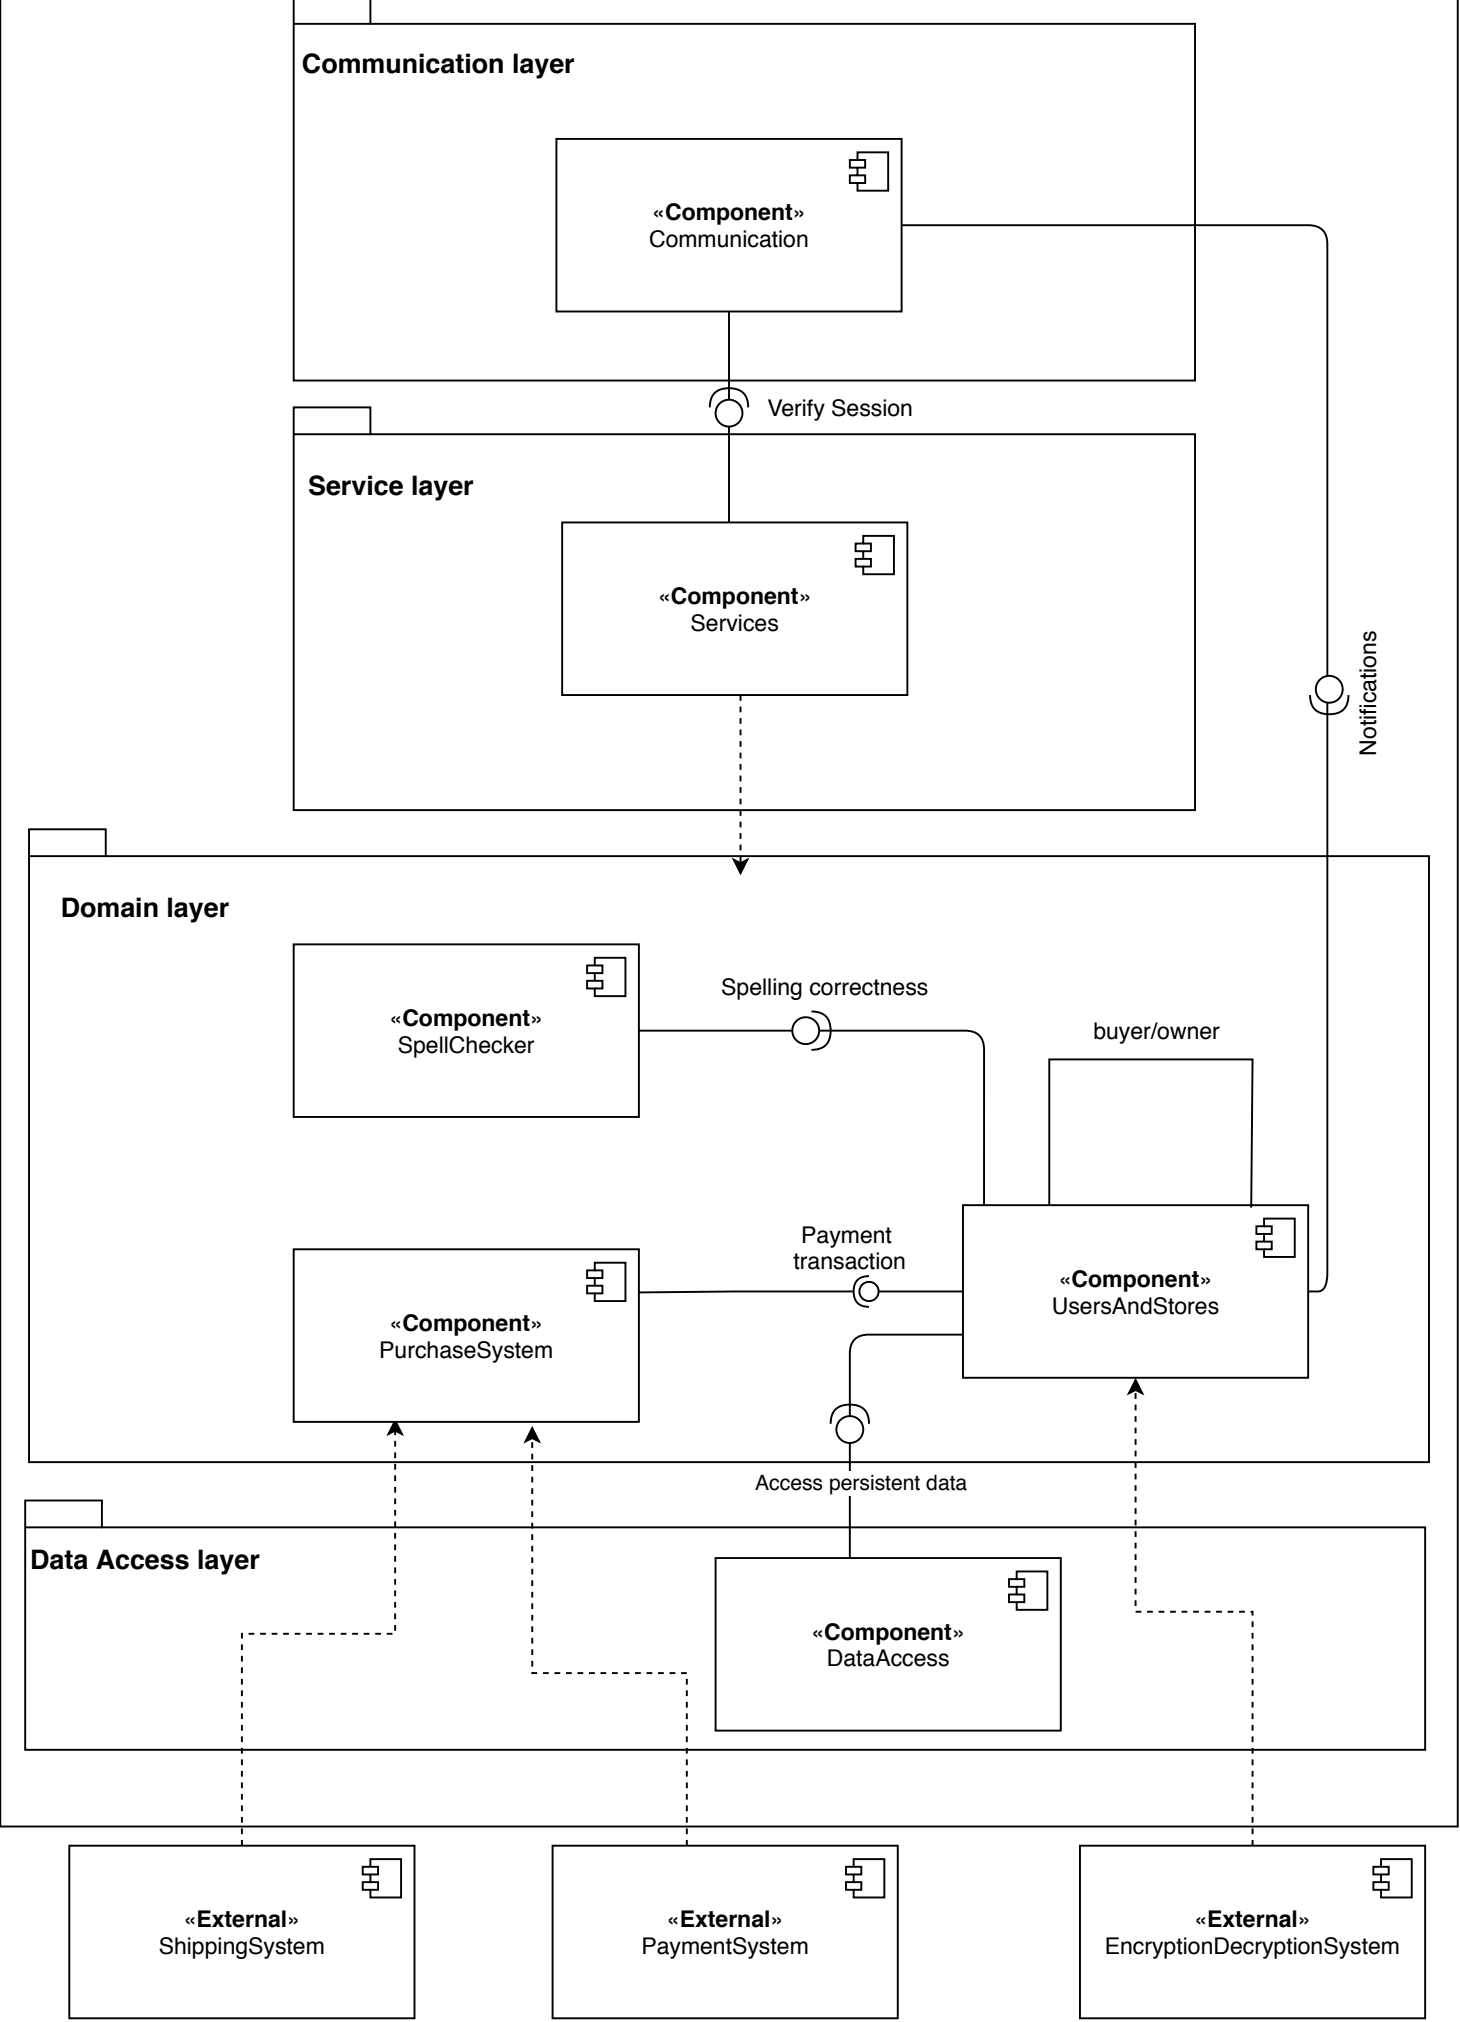 Communication layer
«Component»
Communication
Verify Session
Service layer
«Component»
Services
Notifications
Domain layer
«Component»
SpellChecker
Spelling correctness
buyer/owner
Payment
transaction
«Component»
UsersAndStores
«Component»
PurchaseSystem
Access persistent data
Data Access layer
«Component»
DataAccess
«External»
ShippingSystem
«External»
PaymentSystem
«External»
EncryptionDecryptionSystem